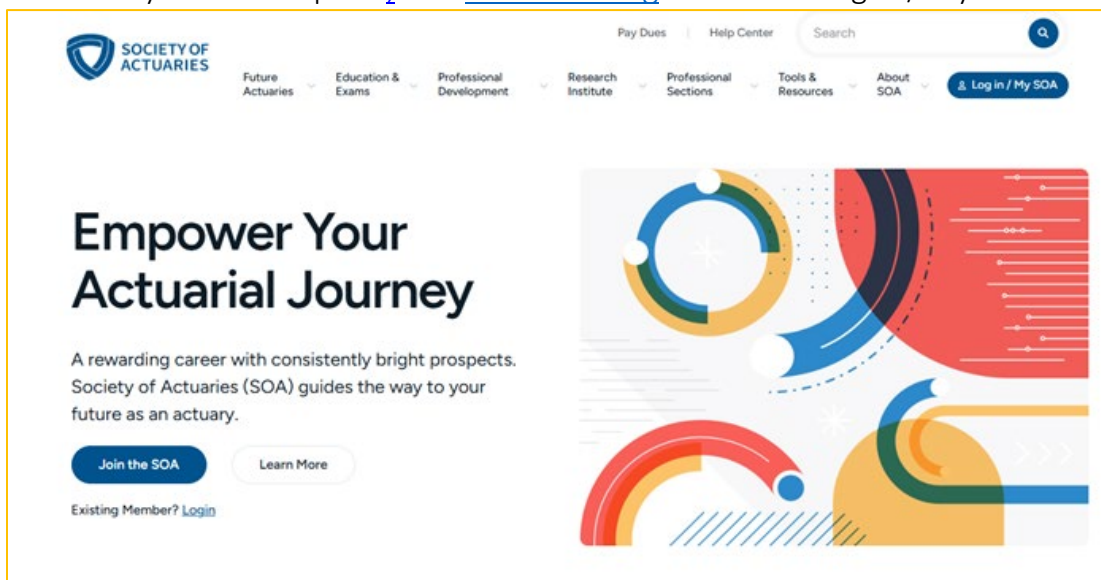 Pay Dues | Help Center Search
SOCIETY OF
ACTUARIES
Future
Actuaries
Education &
Exams
Professional
Development
Research
Institute
Professional
Sections
Tools &
Resources
About
SOA
Log in / My SOA
Empower Your
Actuarial Journey
A rewarding career with consistently bright prospects.
Society of Actuaries (SOA) guides the way to your
future as an actuary.
Join the SOA
Learn More
Existing Member? Login